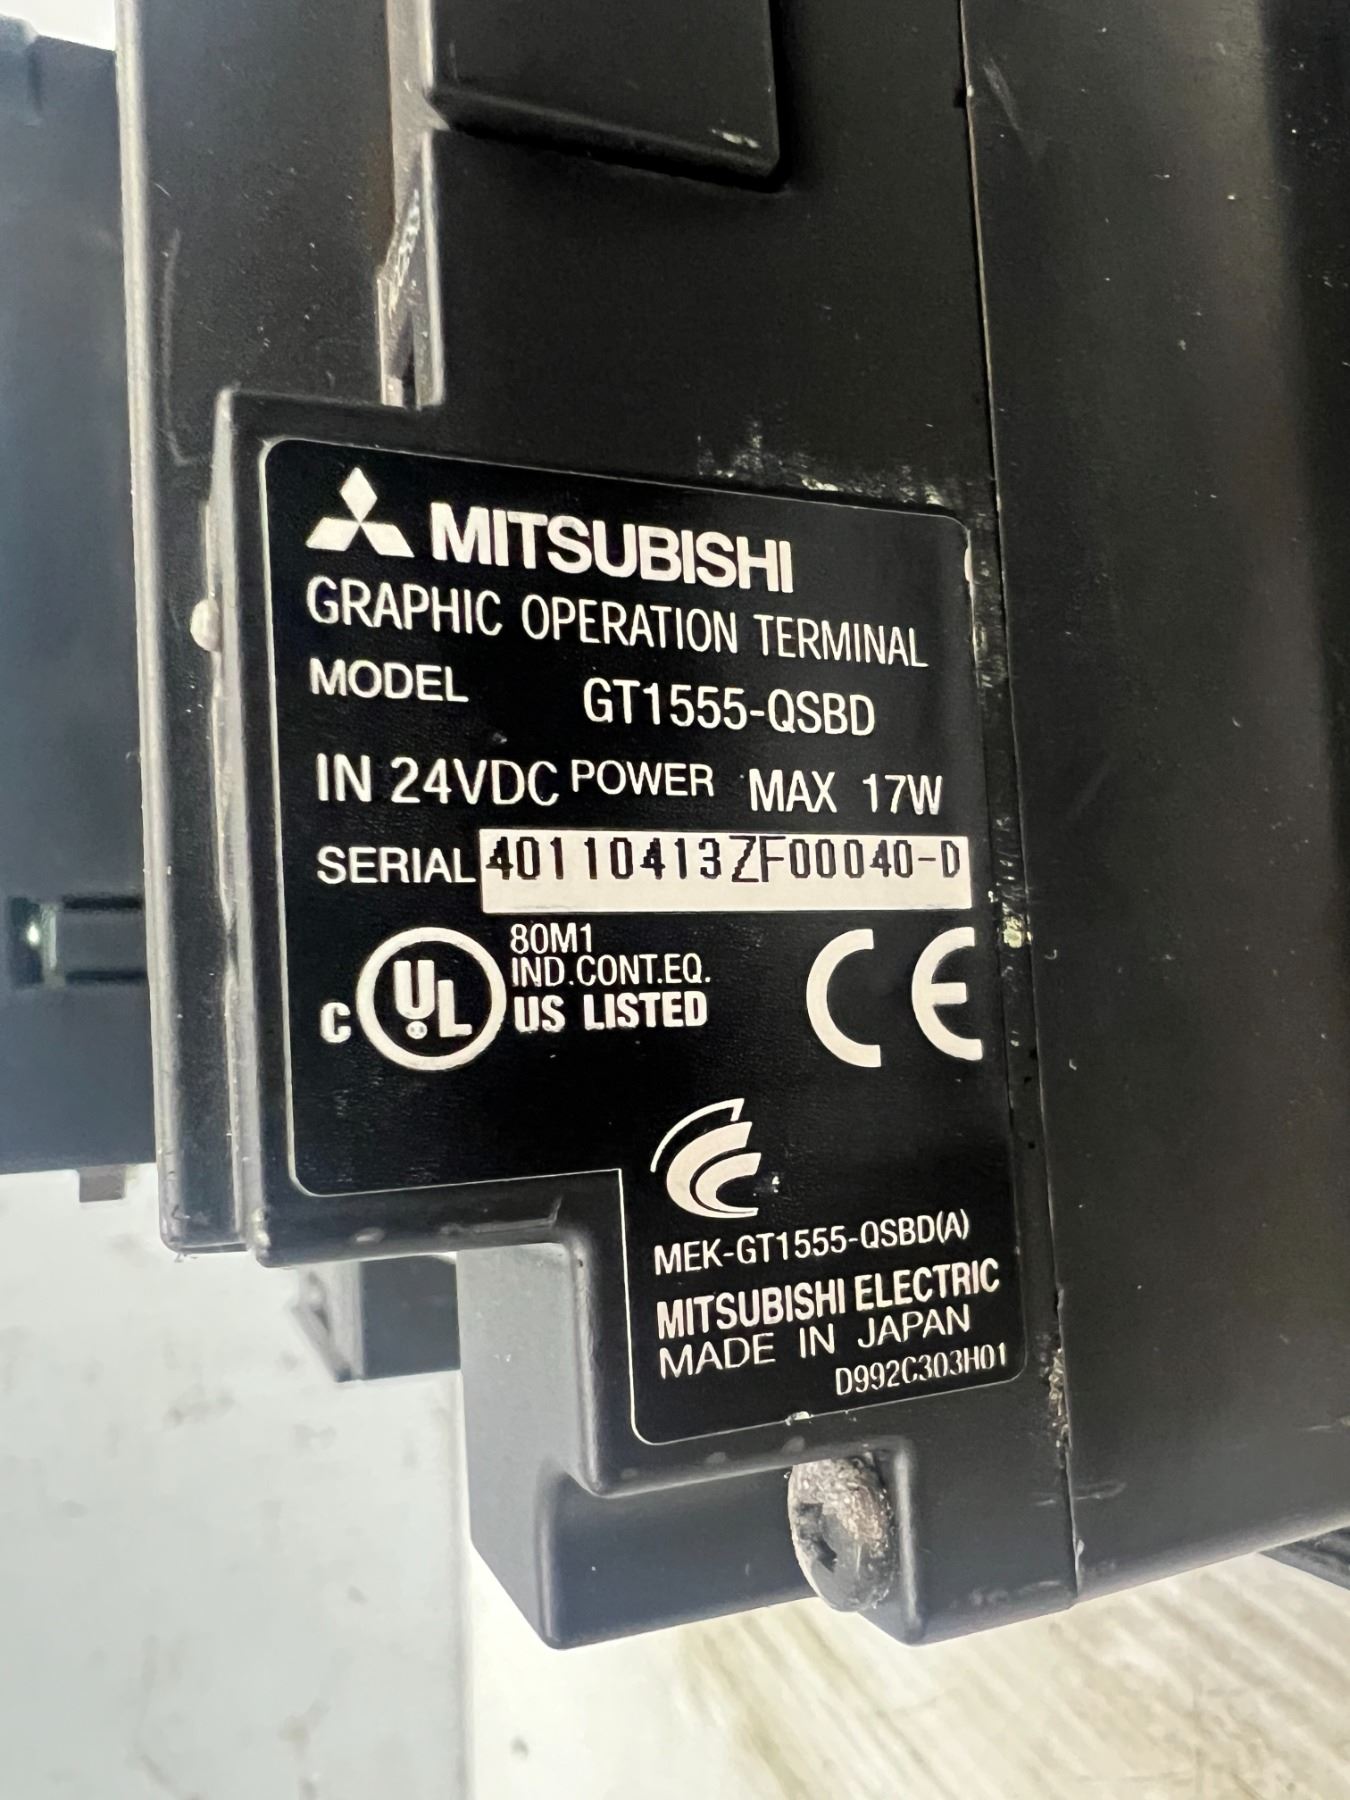 MITSUBISHI
GRAPHIC OPERATION TERMINAL
MODEL GT1555-QSBD
IN 24VDC POWER MAX 17W
SERIAL 40110413ZF00040-D
80M1
IND.CONT.EQ.
C UL US LISTED
CE
MEK-GT1555-QSBD(A)
MITSUBISHI ELECTRIC
MADE IN JAPAN
D992C303H01